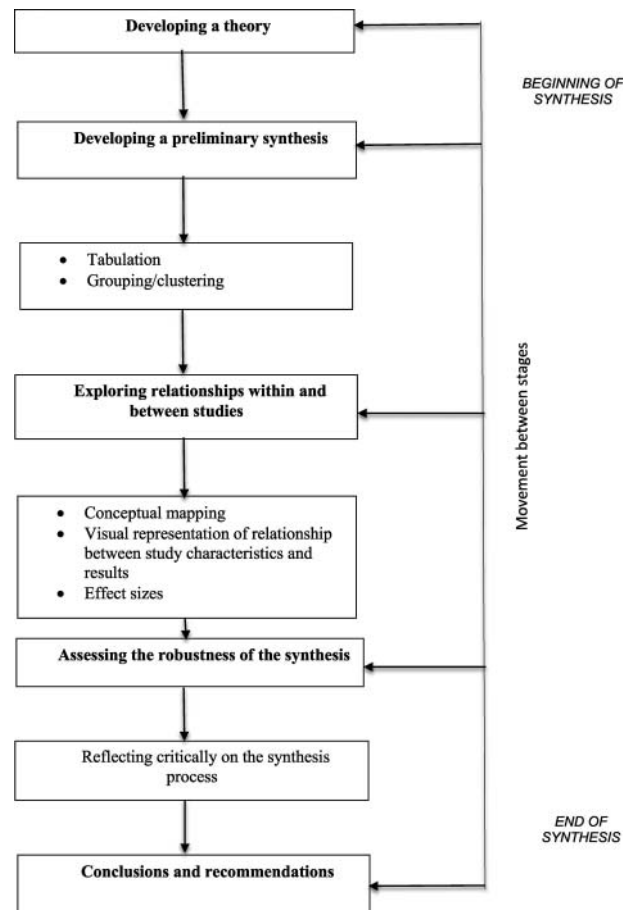 Developing a theory
BEGINNING OF
SYNTHESIS
Developing a preliminary synthesis
• Tabulation
• Grouping/clustering
Exploring relationships within and
between studies
Movement between stages
• Conceptual mapping
• Visual representation of relationship
between study characteristics and
results
• Effect sizes
Assessing the robustness of the synthesis
Reflecting critically on the synthesis
process
END OF
SYNTHESIS
Conclusions and recommendations